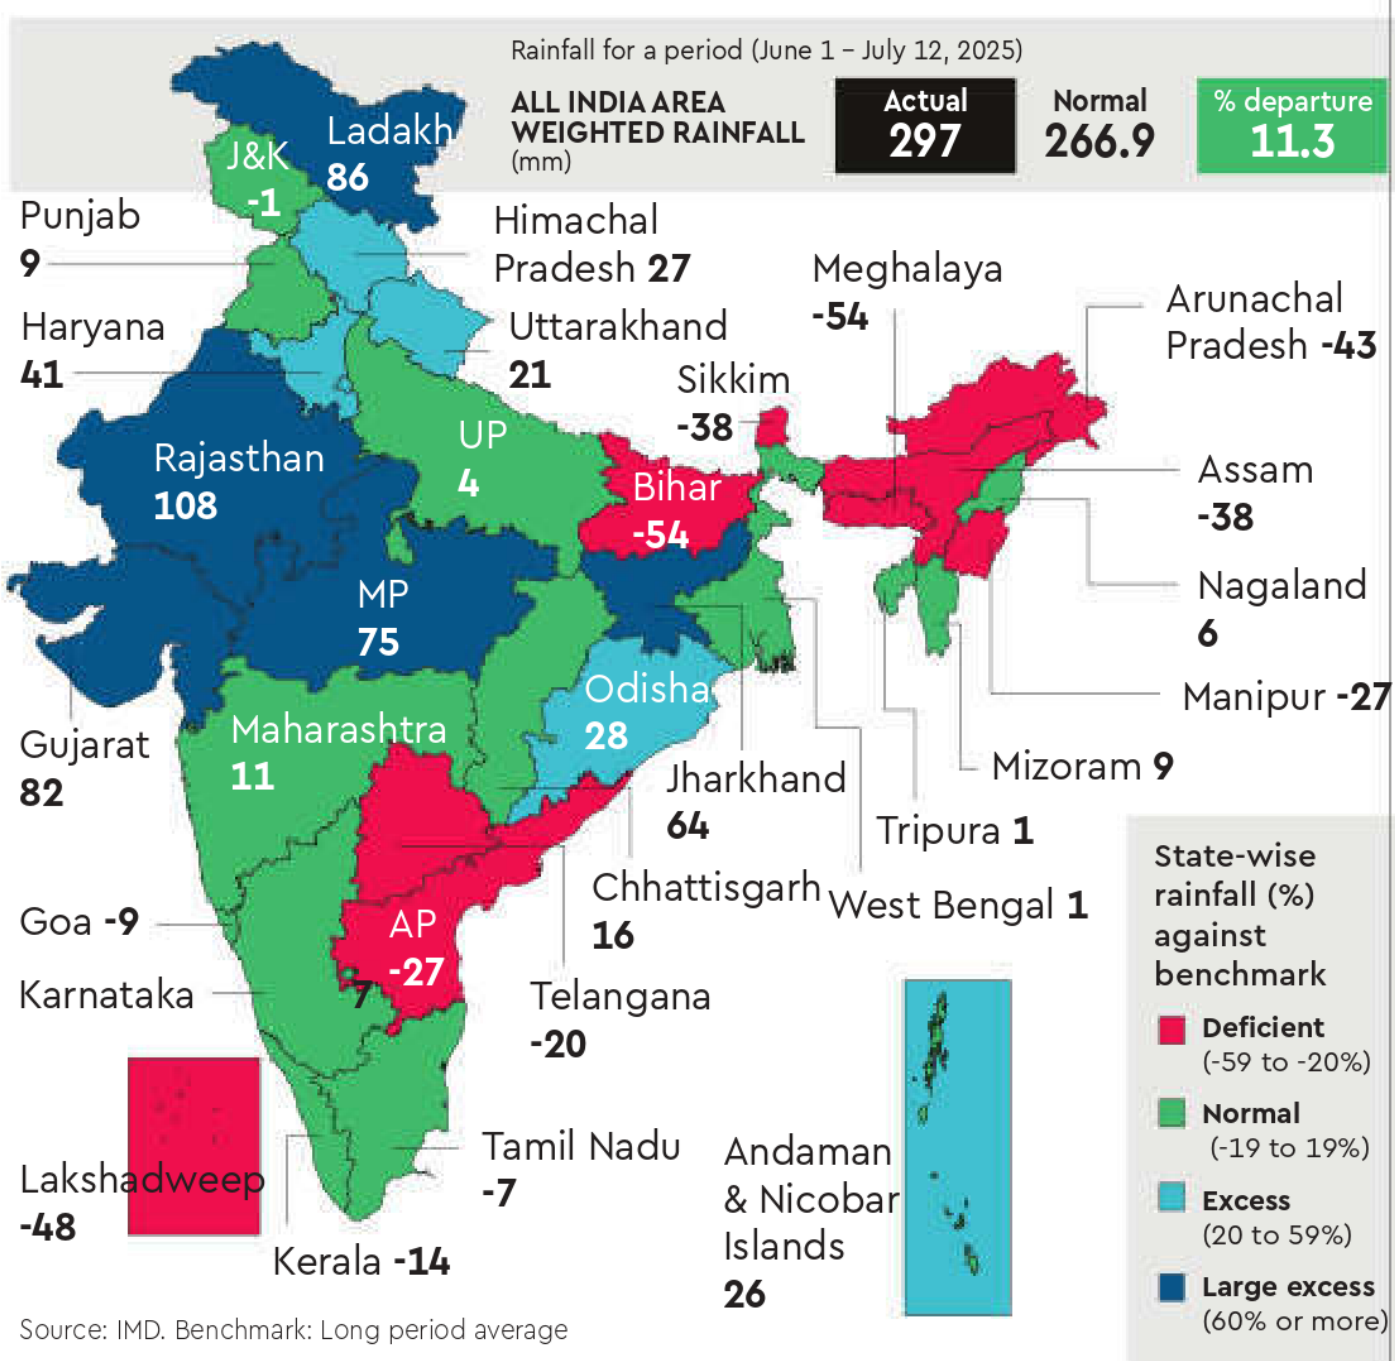 Rainfall for a period (June 1 – July 12, 2025)
ALL INDIA AREA
WEIGHTED RAINFALL
(mm)
Actual
297
Normal
266.9
% departure
11.3
Ladakh
86
J&K
-1
Punjab
9
Himachal
Pradesh 27
Haryana
41
Uttarakhand
21
Meghalaya
-54
Arunachal
Pradesh -43
Sikkim
-38
Rajasthan
108
UP
4
Bihar
-54
Assam
-38
Nagaland
6
Manipur -27
MP
75
Gujarat
82
Maharashtra
11
Odisha
28
Jharkhand
64
Mizoram 9
Tripura 1
Chhattisgarh
16
West Bengal 1
Goa -9
AP
-27
Karnataka
7
Telangana
-20
Lakshadweep
-48
Tamil Nadu
-7
Kerala -14
Andaman
& Nicobar
Islands
26
State-wise
rainfall (%)
against
benchmark
Deficient
(-59 to -20%)
Normal
(-19 to 19%)
Excess
(20 to 59%)
Large excess
(60% or more)
Source: IMD. Benchmark: Long period average